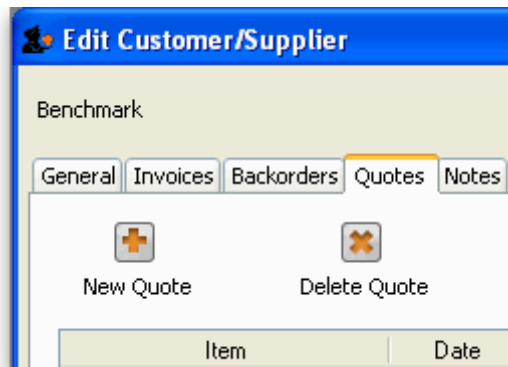 Edit Customer/Supplier
Benchmark
General Invoices Backorders Quotes Notes
New Quote Delete Quote
Item Date